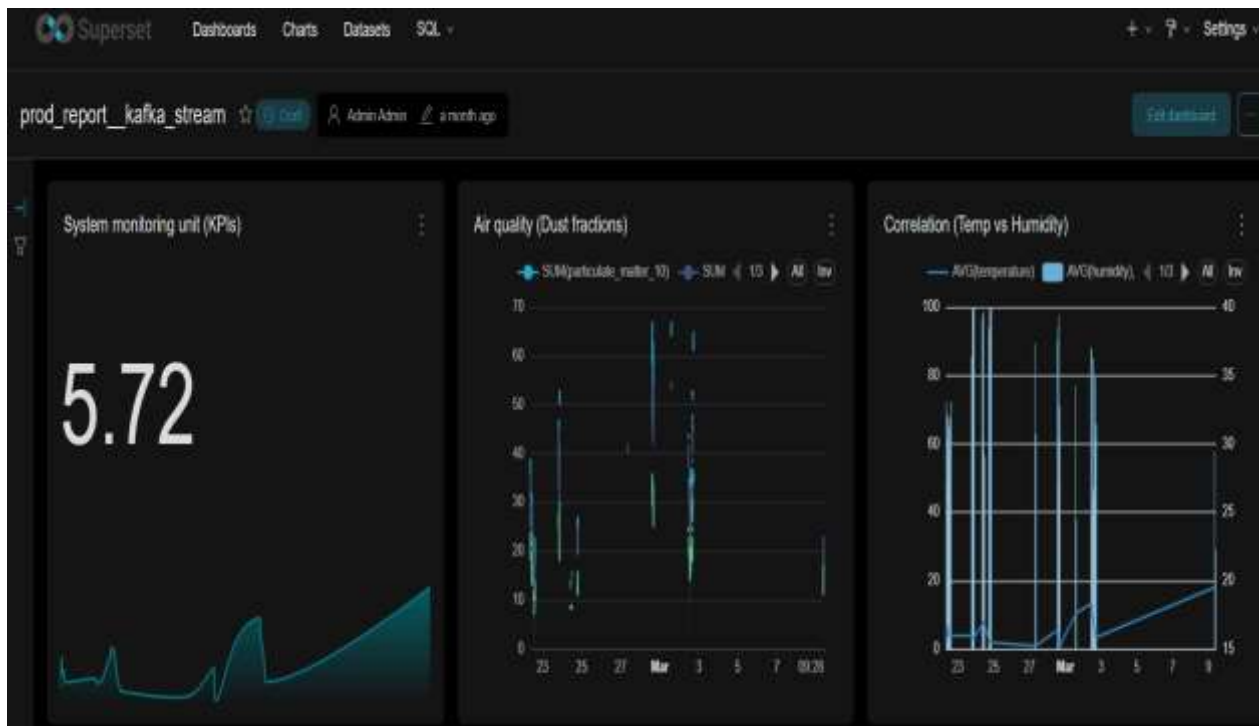 Superset Dashboards Charts Datasets SQL Settings
prod_report__kafka_stream Draft Admin Admin a month ago Edit dashboard
System monitoring unit (KPIs)
5.72
Air quality (Dust fractions)
SUM(particulate_matter_10) SUM 1/3 All Inv
70
60
50
40
30
20
10
0
23 25 27 Mar 3 5 7 09:28
Correlation (Temp vs Humidity)
AVG(temperature) AVG(humidity), 1/3 All Inv
100 40
80 35
60 30
40 25
20 20
0 15
23 25 27 Mar 3 5 7 9